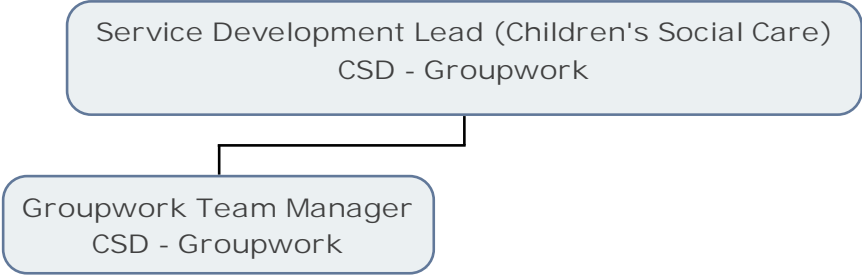 Service Development Lead (Children's Social Care)
CSD - Groupwork
Groupwork Team Manager
CSD - Groupwork